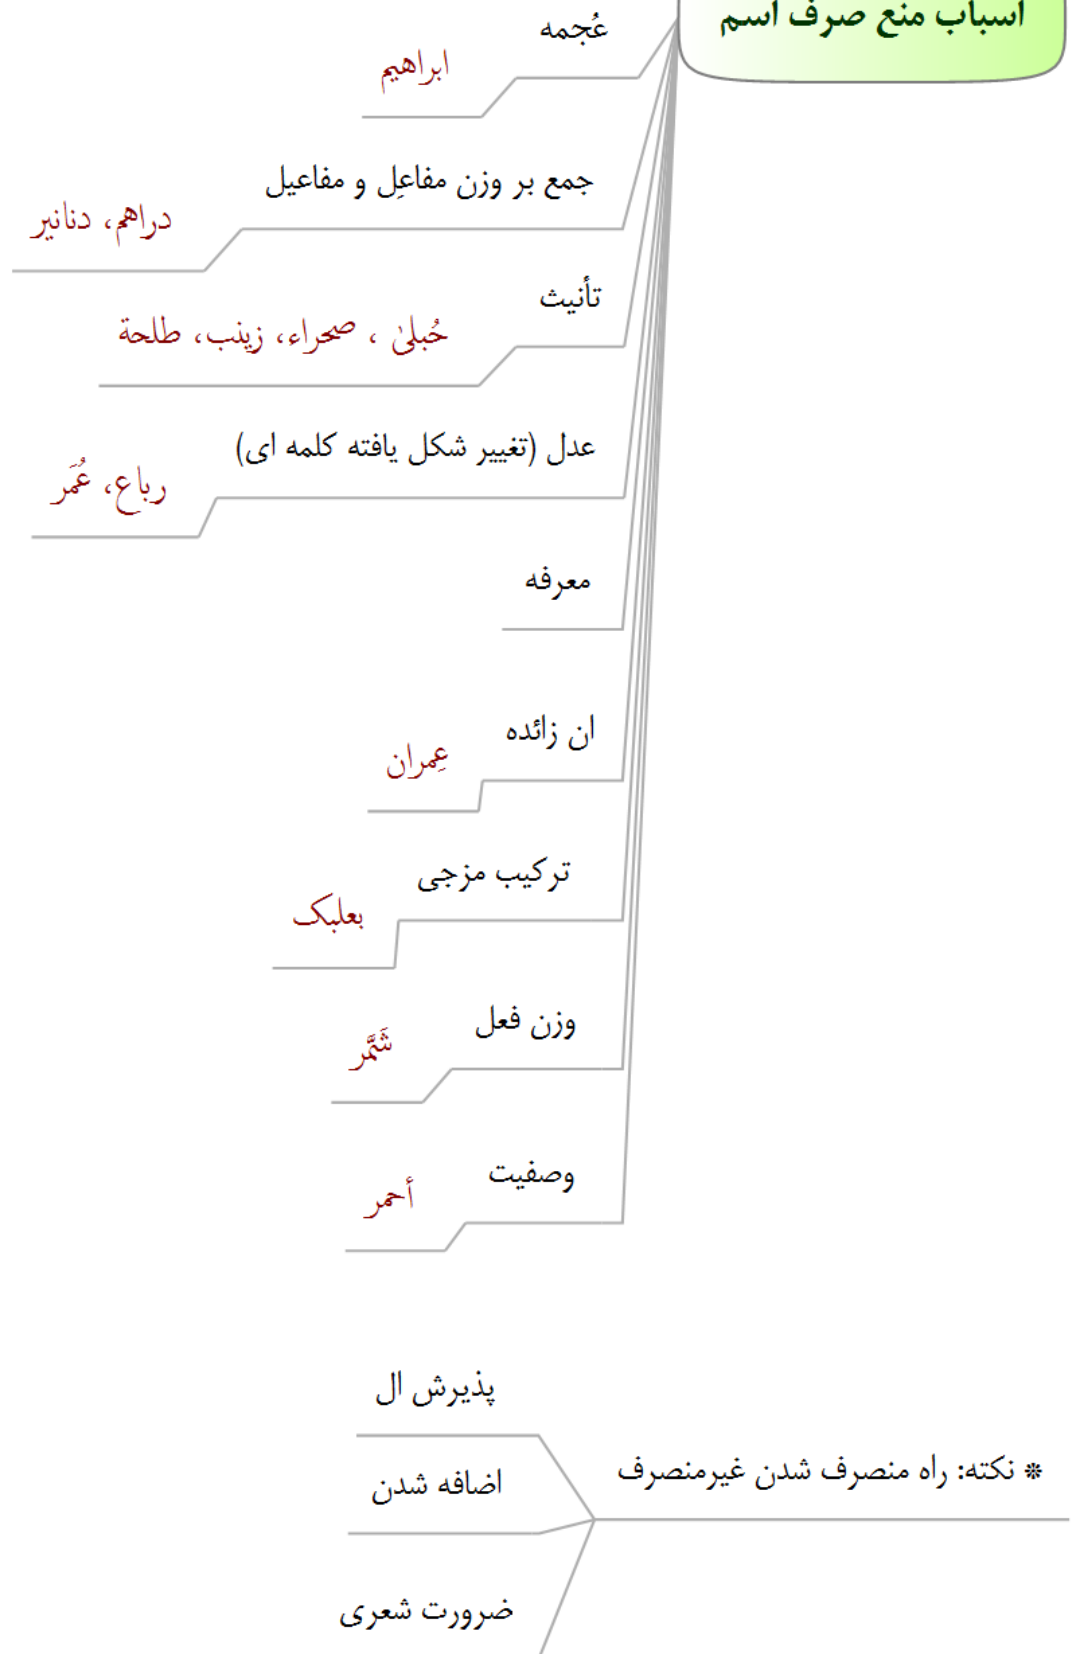 اسباب منع صرف اسم
عُجمه
ابراهیم
جمع بر وزن مفاعِل و مفاعیل
دراهم، دنانیر
تأنیث
حُبلیٰ ، صحراء، زینب، طلحة
عدل (تغییر شکل یافته کلمه ای)
رباع، عُمَر
معرفه
ان زائده
عِمران
ترکیب مزجی
بعلبک
وزن فعل
شَمَّر
وصفیت
أحمر
* نکته: راه منصرف شدن غیرمنصرف
پذیرش ال
اضافه شدن
ضرورت شعری